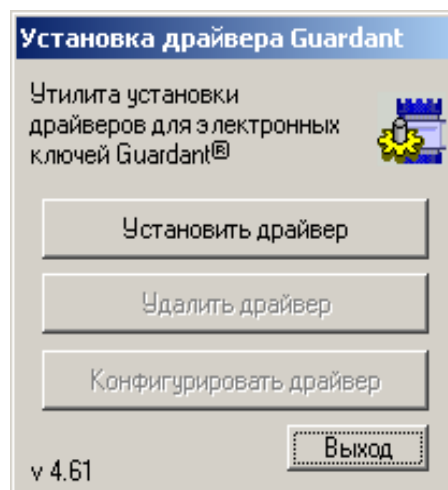 Установка драйвера Guardant
Утилита установки
драйверов для электронных
ключей Guardant®
Установить драйвер
Удалить драйвер
Конфигурировать драйвер
Выход
v 4.61